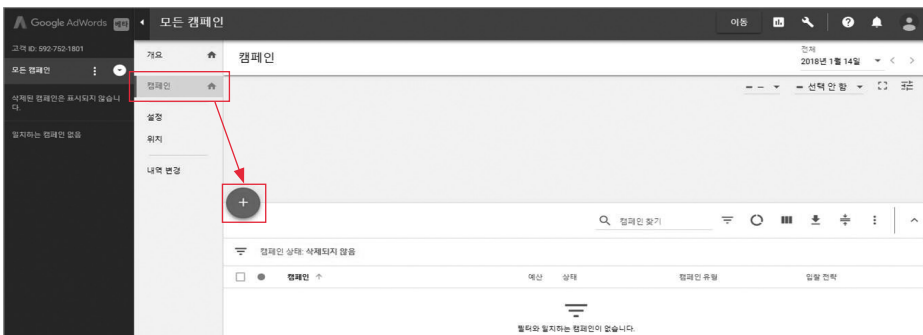 Google AdWords 베타
모든 캠페인
이동
고객 ID: 592-752-1801
모든 캠페인
삭제된 캠페인은 표시되지 않습니다.
일치하는 캠페인 없음
개요
캠페인
설정
위치
내역 변경
캠페인
전체
2018년 1월 14일
선택 안 함
캠페인 찾기
캠페인 상태: 삭제되지 않음
캠페인 ↑ 예산 상태 캠페인 유형 입찰 전략
필터와 일치하는 캠페인이 없습니다.